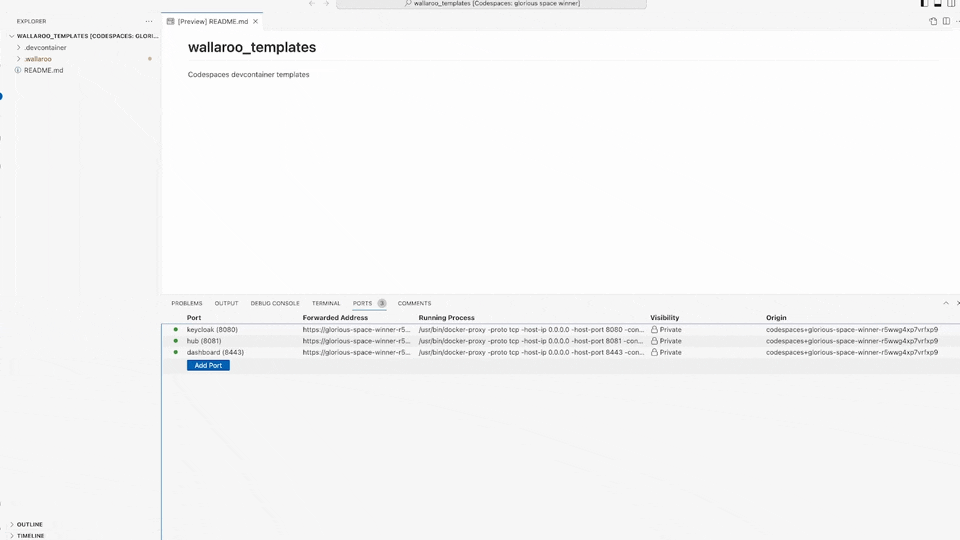 wallaroo_templates [Codespaces: glorious space winner]
EXPLORER
[Preview] README.md
WALLAROO_TEMPLATES [CODESPACES: GLORI...
.devcontainer
.wallaroo
README.md
wallaroo_templates
Codespaces devcontainer templates
PROBLEMS OUTPUT DEBUG CONSOLE TERMINAL PORTS 3 COMMENTS
Port Forwarded Address Running Process Visibility Origin
keycloak (8080) https://glorious-space-winner-r5... /usr/bin/docker-proxy -proto tcp -host-ip 0.0.0.0 -host-port 8080 -con... Private codespaces+glorious-space-winner-r5wwg4xp7vrfxp9
hub (8081) https://glorious-space-winner-r5... /usr/bin/docker-proxy -proto tcp -host-ip 0.0.0.0 -host-port 8081 -con... Private codespaces+glorious-space-winner-r5wwg4xp7vrfxp9
dashboard (8443) https://glorious-space-winner-r5... /usr/bin/docker-proxy -proto tcp -host-ip 0.0.0.0 -host-port 8443 -con... Private codespaces+glorious-space-winner-r5wwg4xp7vrfxp9
Add Port
OUTLINE
TIMELINE